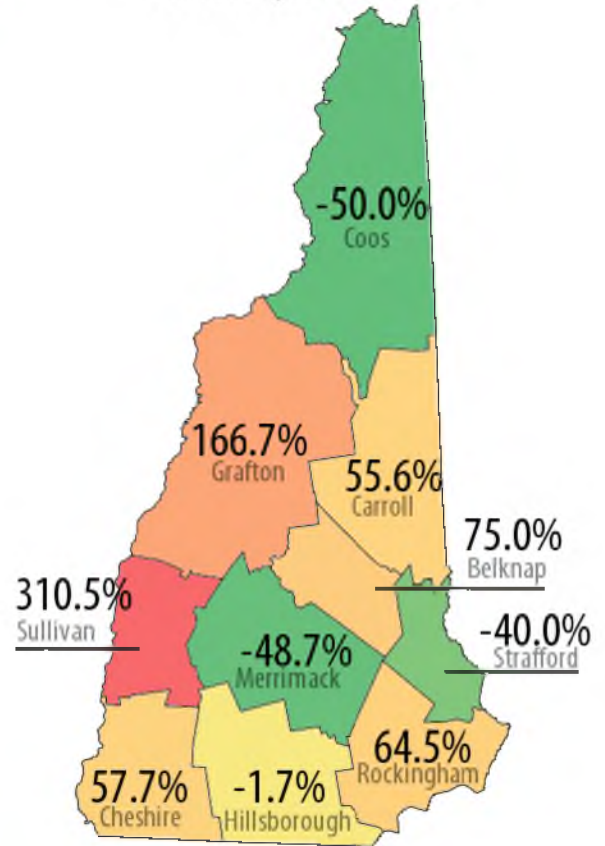 -50.0%
Coos
166.7%
Grafton
55.6%
Carroll
75.0%
Belknap
310.5%
Sullivan
-40.0%
Strafford
-48.7%
Merrimack
64.5%
Rockingham
57.7%
Cheshire
-1.7%
Hillsborough